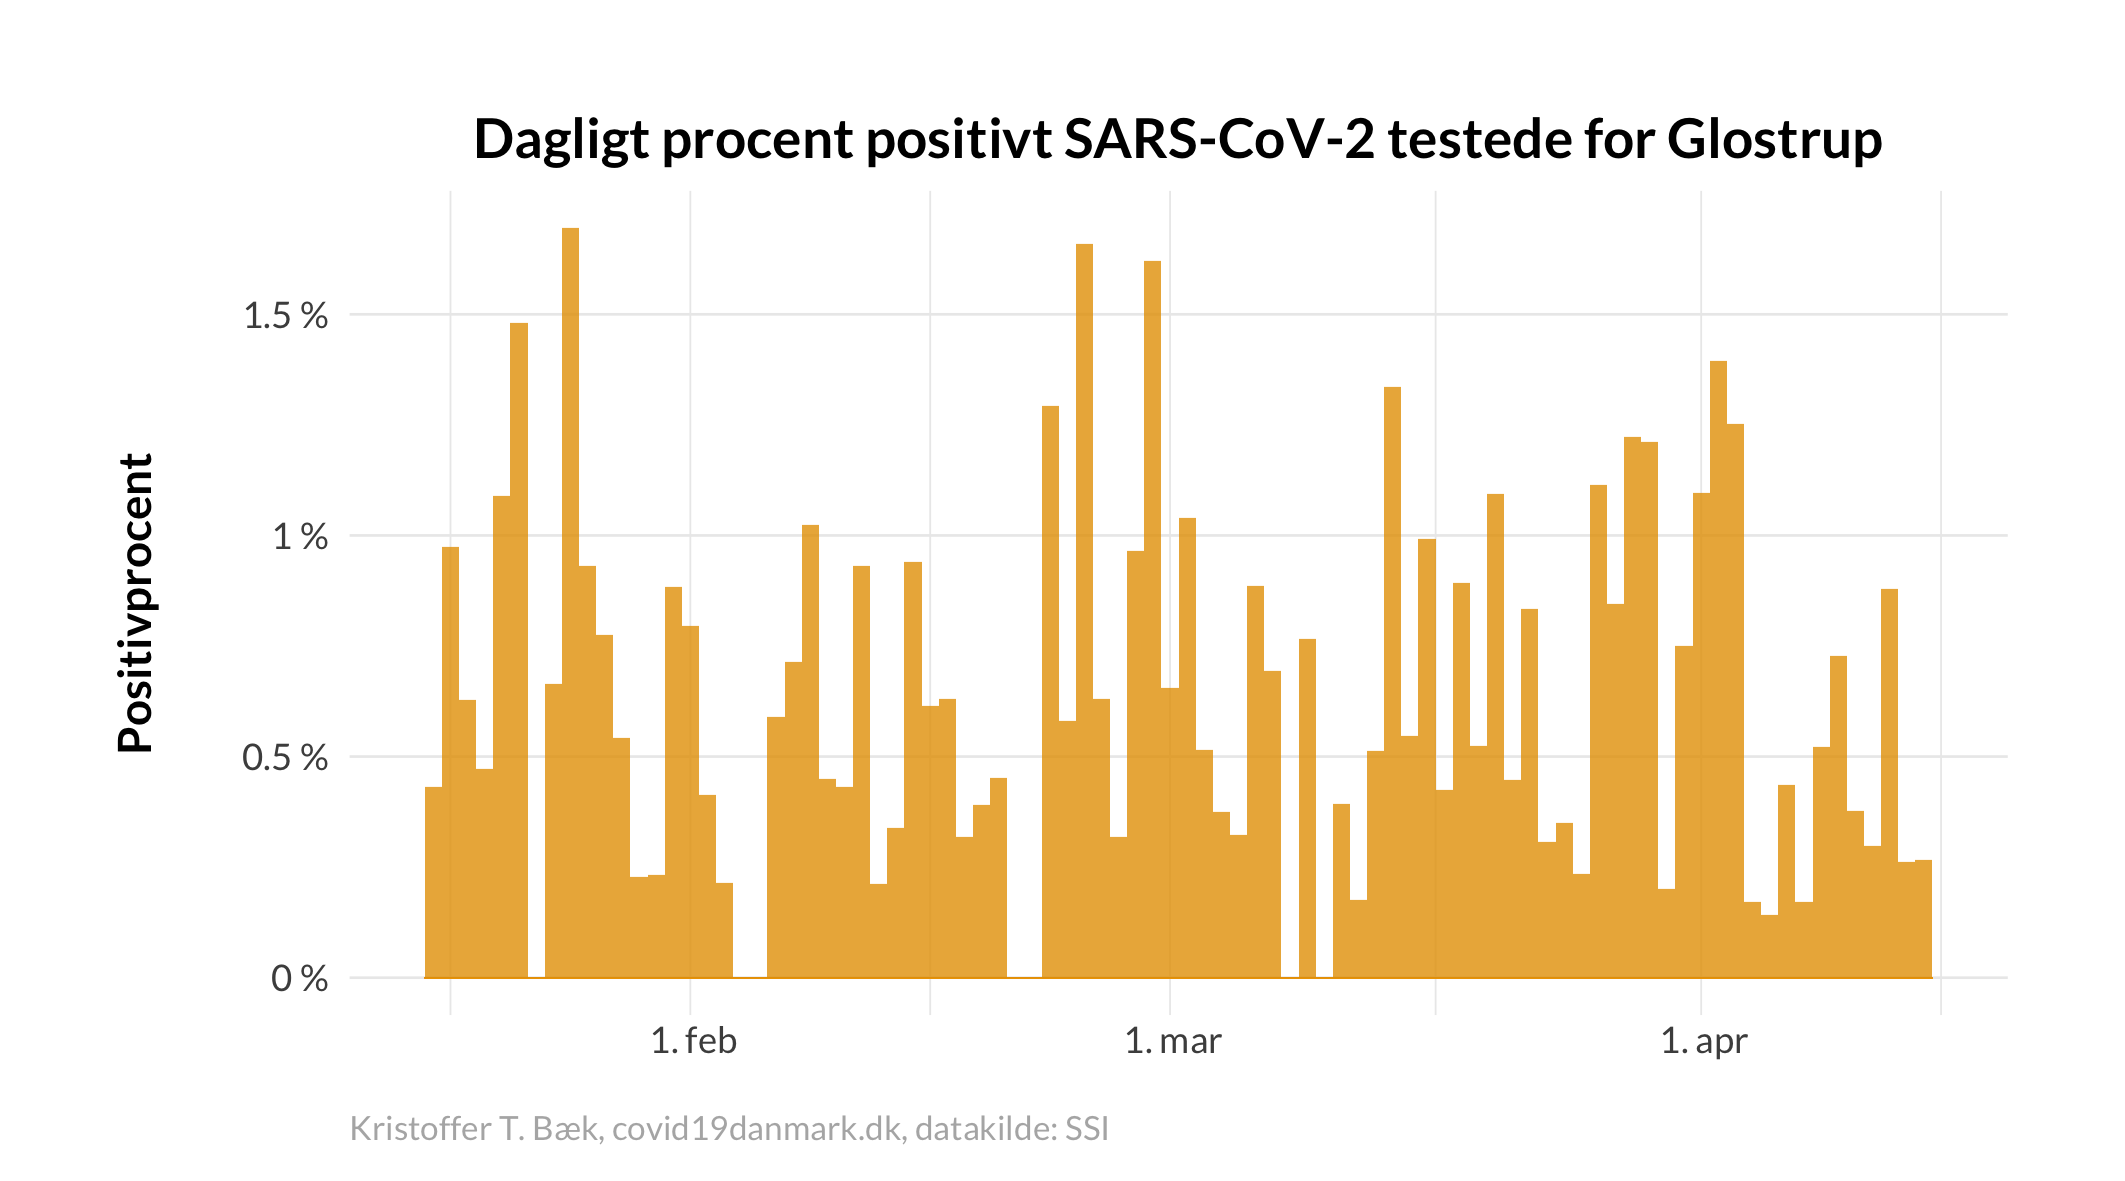 Dagligt procent positivt SARS-CoV-2 testede for Glostrup
Positivprocent
1.5 %
1 %
0.5 %
0 %
1. feb
1. mar
1. apr
Kristoffer T. Bæk, covid19danmark.dk, datakilde: SSI